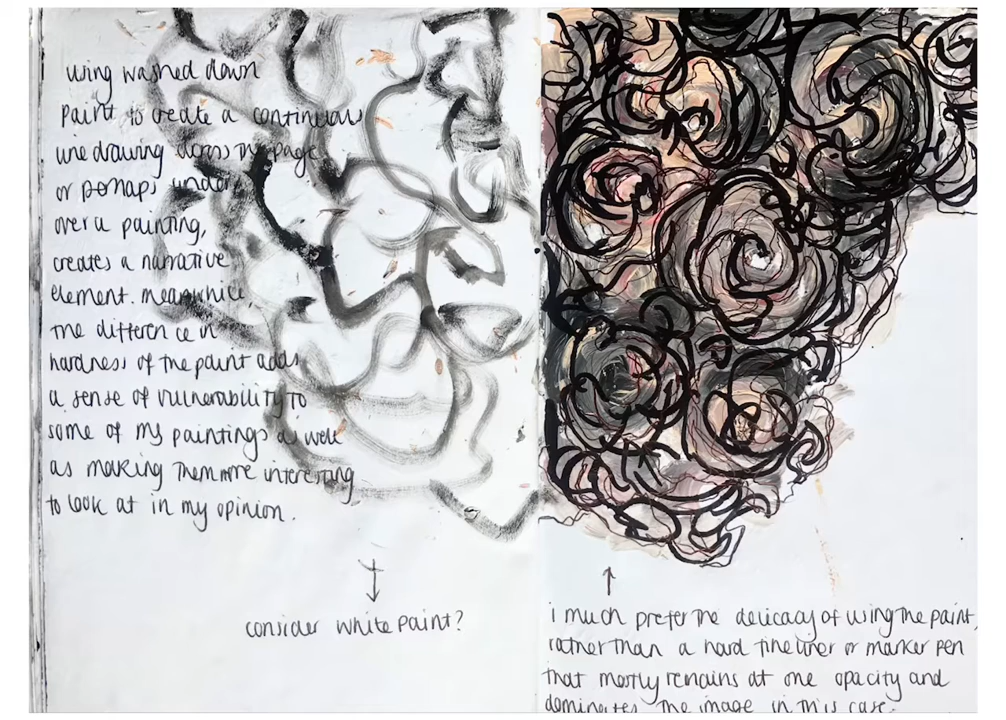 using washed down
paint to create a continuous
line drawing across the page
or perhaps under
over a painting,
creates a narrative
element. meanwhile,
the difference in
hardness of the paint adds
a sense of vulnerability to
some of my paintings as well
as making them more interesting
to look at in my opinion.
consider white paint?
i much prefer the delicacy of using the paint,
rather than a hard fineliner or marker pen
that mostly remains at one opacity and
dominates the image in this case.